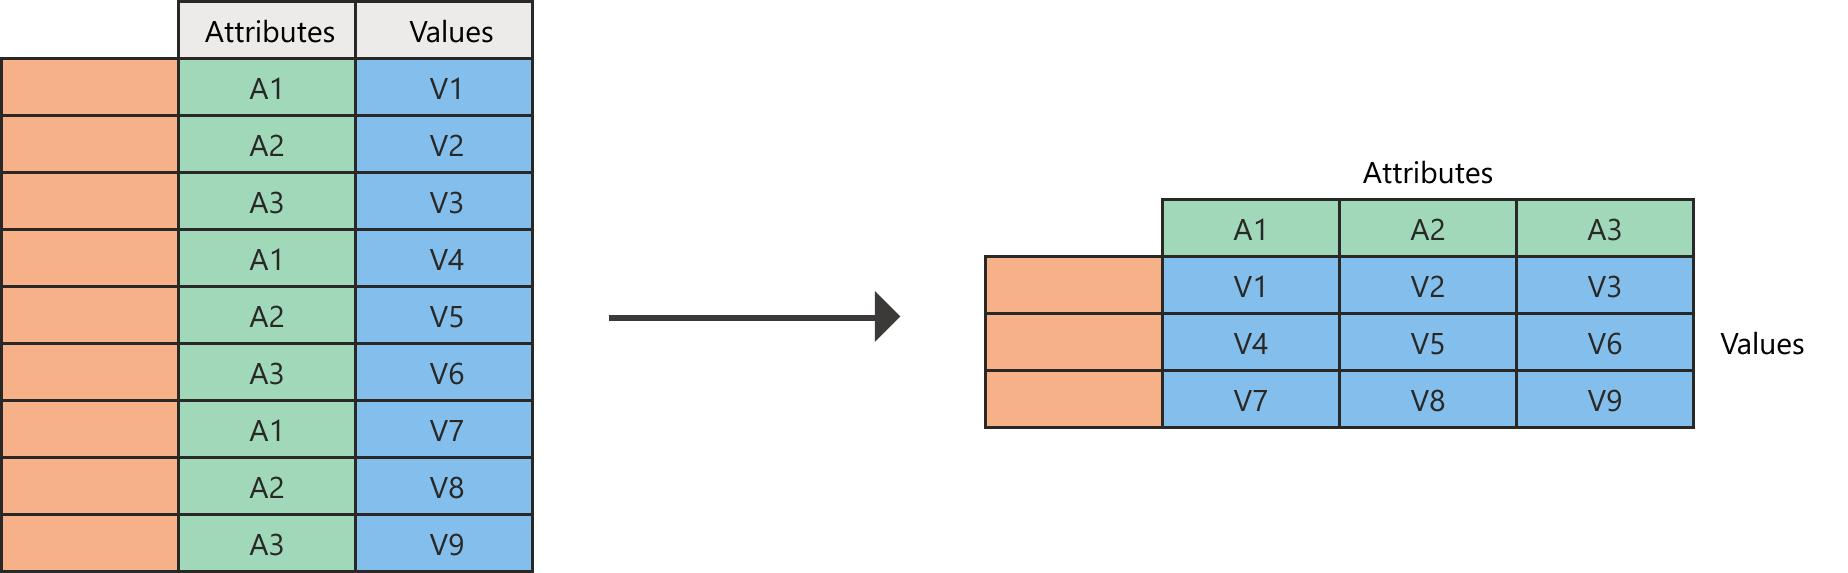 Attributes Values
A1 V1
A2 V2
A3 V3
A1 V4
A2 V5
A3 V6
A1 V7
A2 V8
A3 V9
Attributes
A1 A2 A3
V1 V2 V3
V4 V5 V6
V7 V8 V9
Values